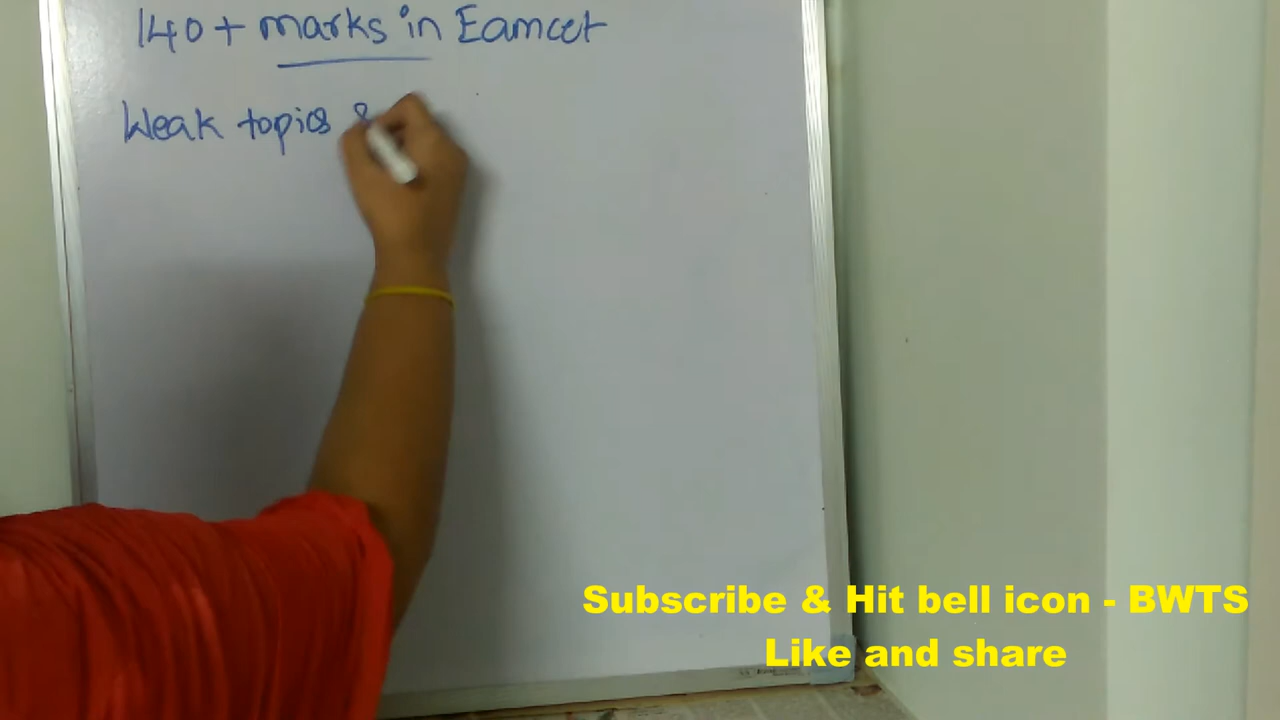 140+ marks in Eamcet
Weak topics &
Subscribe & Hit bell icon - BWTS
Like and share